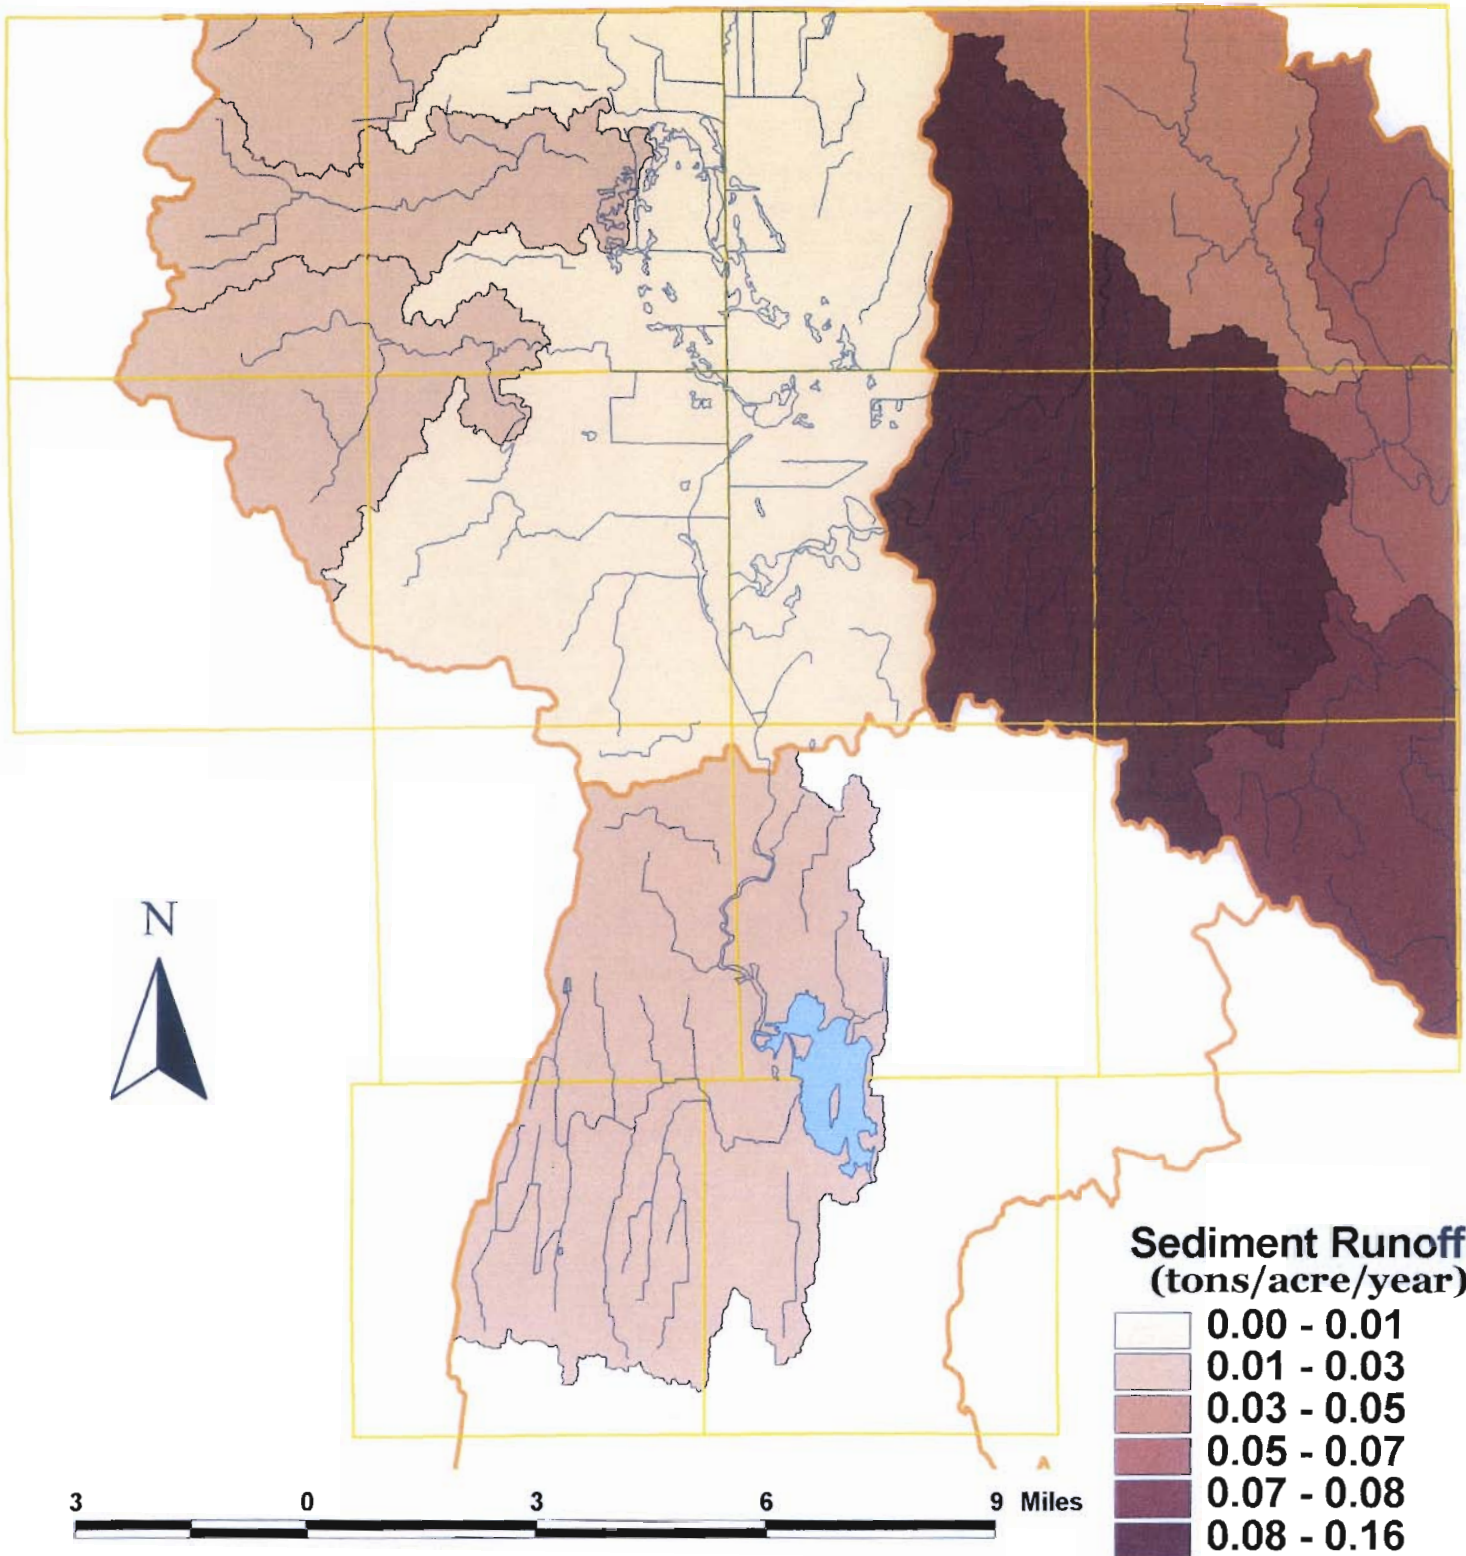 N
Sediment Runoff
(tons/acre/year)
0.00 - 0.01
0.01 - 0.03
0.03 - 0.05
0.05 - 0.07
0.07 - 0.08
0.08 - 0.16
3 0 3 6 9 Miles